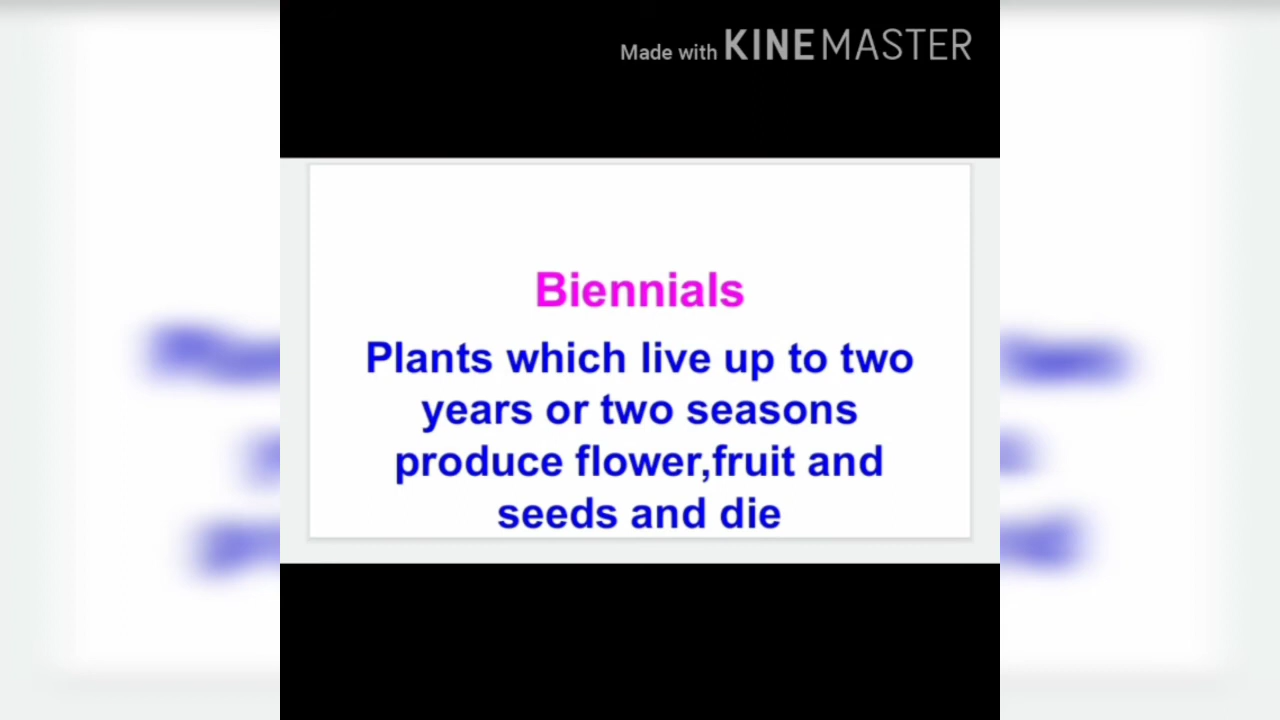 Made with KINEMASTER
Biennials
Plants which live up to two
years or two seasons
produce flower,fruit and
seeds and die